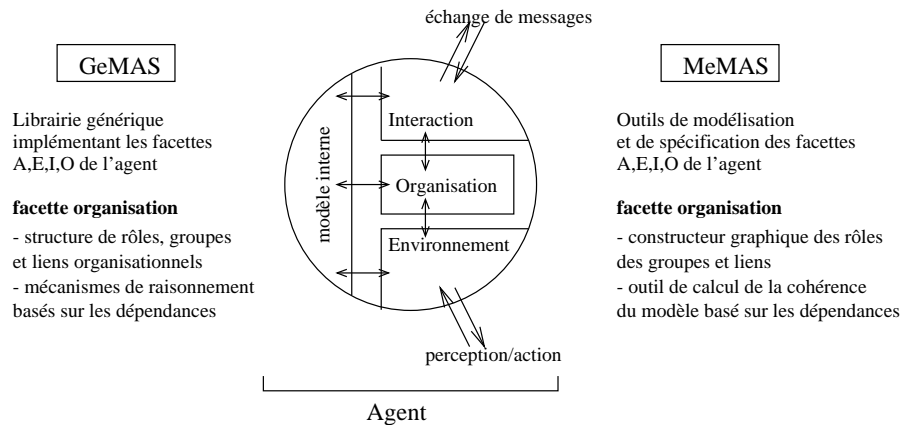 échange de messages
GeMAS
MeMAS
Librairie générique
implémentant les facettes
A,E,I,O de l'agent
facette organisation
- structure de rôles, groupes
et liens organisationnels
- mécanismes de raisonnement
basés sur les dépendances
modèle interne
Interaction
Organisation
Environnement
perception/action
Agent
Outils de modélisation
et de spécification des facettes
A,E,I,O de l'agent
facette organisation
- constructeur graphique des rôles
des groupes et liens
- outil de calcul de la cohérence
du modèle basé sur les dépendances